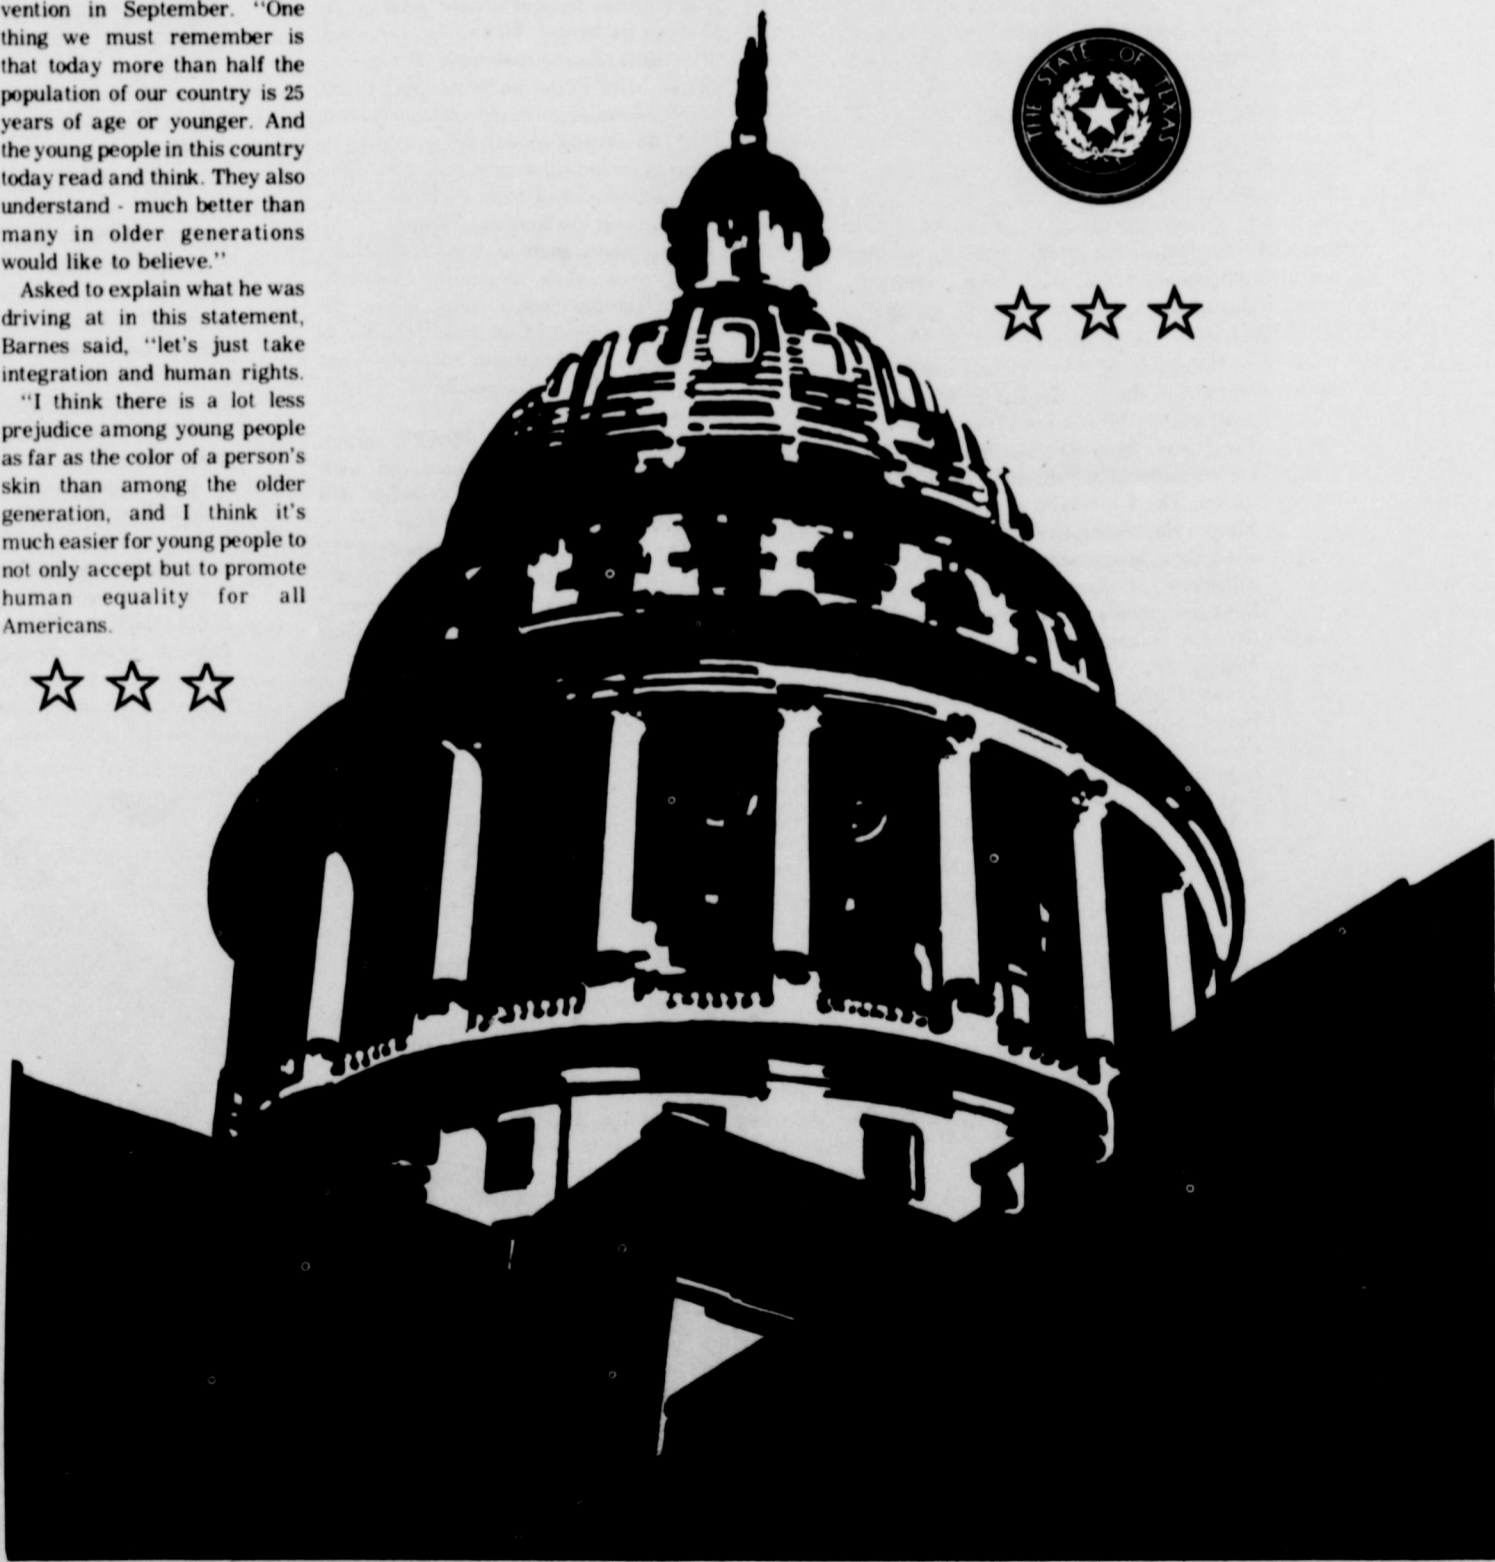 vention in September. "One
thing we must remember is
that today more than half the
population of our country is 25
years of age or younger. And
the young people in this country
today read and think. They also
understand - much better than
many in older generations
would like to believe."
Asked to explain what he was
driving at in this statement,
Barnes said, "let's just take
integration and human rights.
"I think there is a lot less
prejudice among young people
as far as the color of a person's
skin than among the older
generation, and I think it's
much easier for young people to
not only accept but to promote
human equality for all
Americans.
THE STATE OF TEXAS